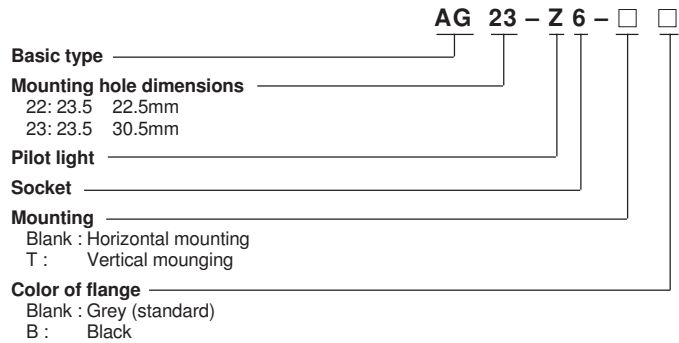 AG 23 – Z 6 – □ □
Basic type
Mounting hole dimensions
22: 23.5 22.5mm
23: 23.5 30.5mm
Pilot light
Socket
Mounting
Blank : Horizontal mounting
T : Vertical mounging
Color of flange
Blank : Grey (standard)
B : Black